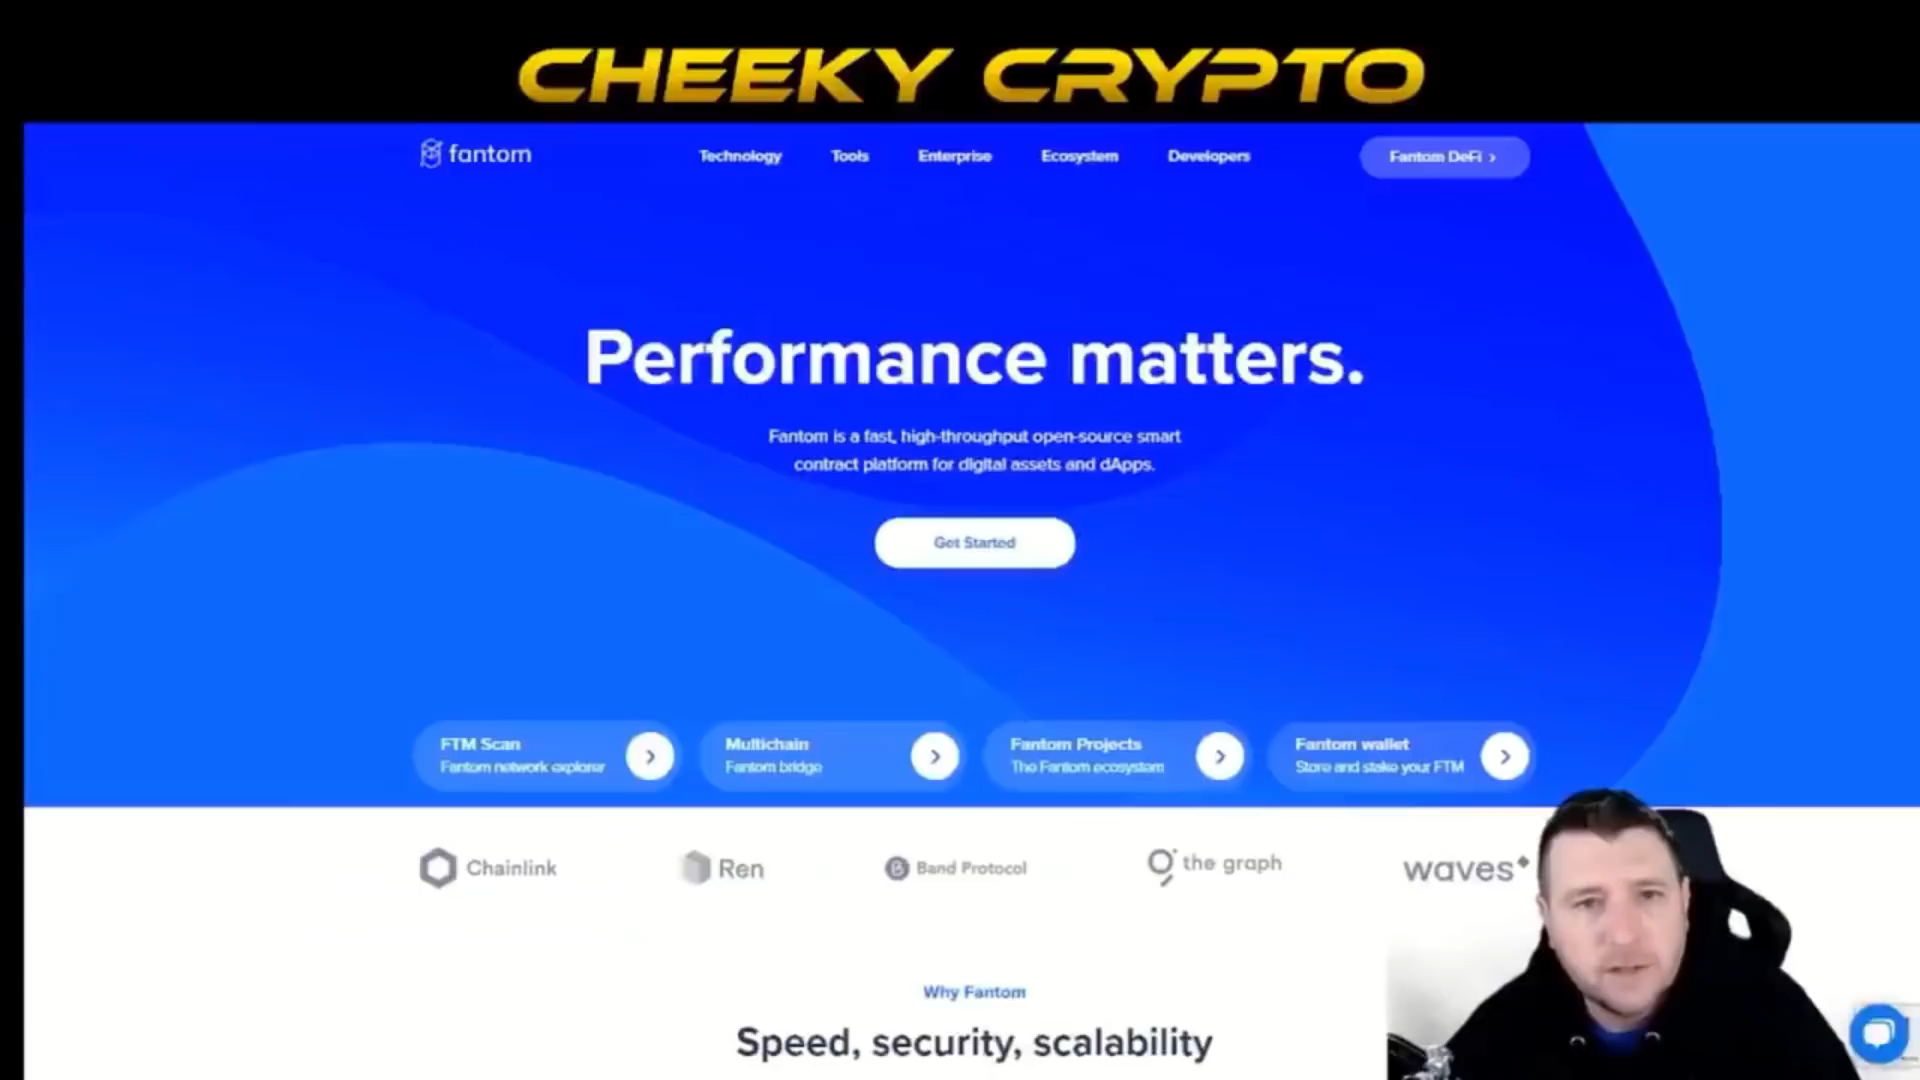 CHEEKY CRYPTO
fantom
Technology
Tools
Enterprise
Ecosystem
Developers
Fantom DeFi
Performance matters.
Fantom is a fast, high-throughput open-source smart
contract platform for digital assets and dApps.
Get Started
FTM Scan
Fantom network explorer
Multichain
Fantom bridge
Fantom Projects
The Fantom ecosystem
Fantom wallet
Store and stake your FTM
Chainlink
Ren
Band Protocol
the graph
waves
Why Fantom
Speed, security, scalability